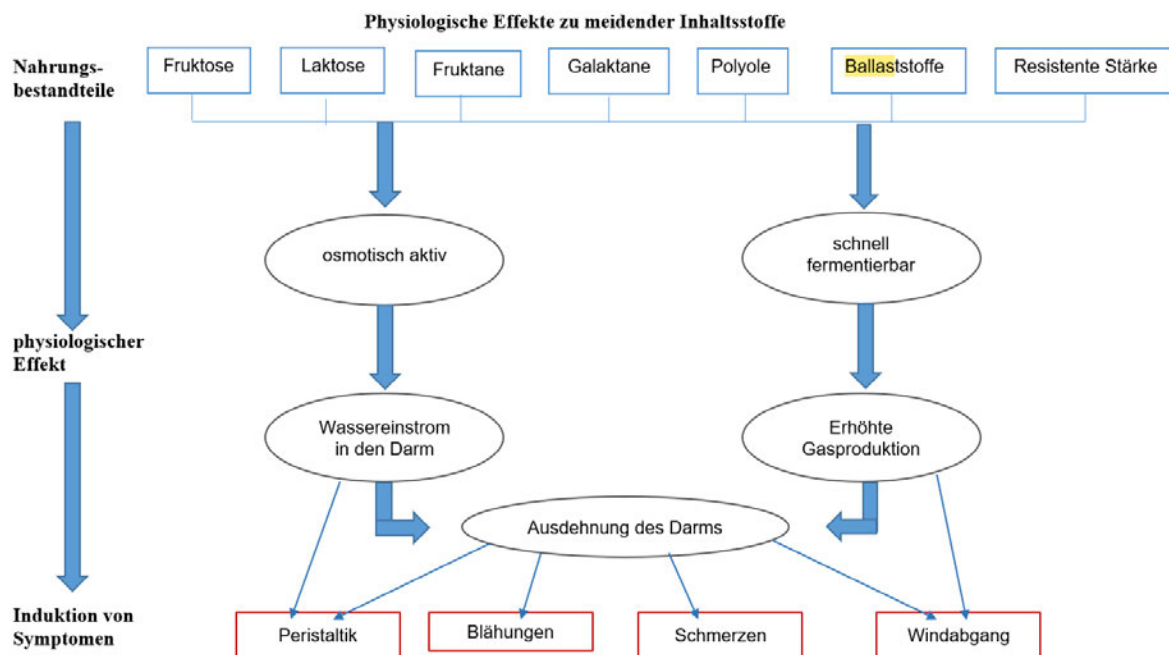 Physiologische Effekte zu meidender Inhaltsstoffe
Nahrungs-
bestandteile
Fruktose
Laktose
Fruktane
Galaktane
Polyole
Ballaststoffe
Resistente Stärke
osmotisch aktiv
schnell
fermentierbar
physiologischer
Effekt
Wassereinstrom
in den Darm
Erhöhte
Gasproduktion
Ausdehnung des Darms
Induktion von
Symptomen
Peristaltik
Blähungen
Schmerzen
Windabgang